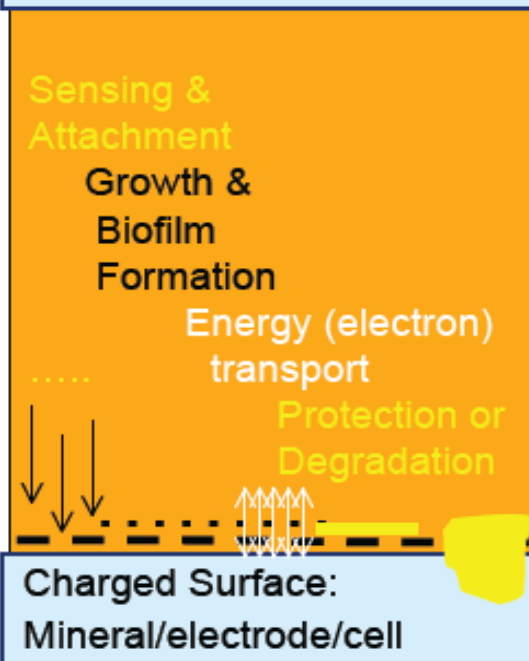 Sensing &
Attachment
Growth &
Biofilm
Formation
Energy (electron)
transport
.....
Protection or
Degradation
Charged Surface:
Mineral/electrode/cell